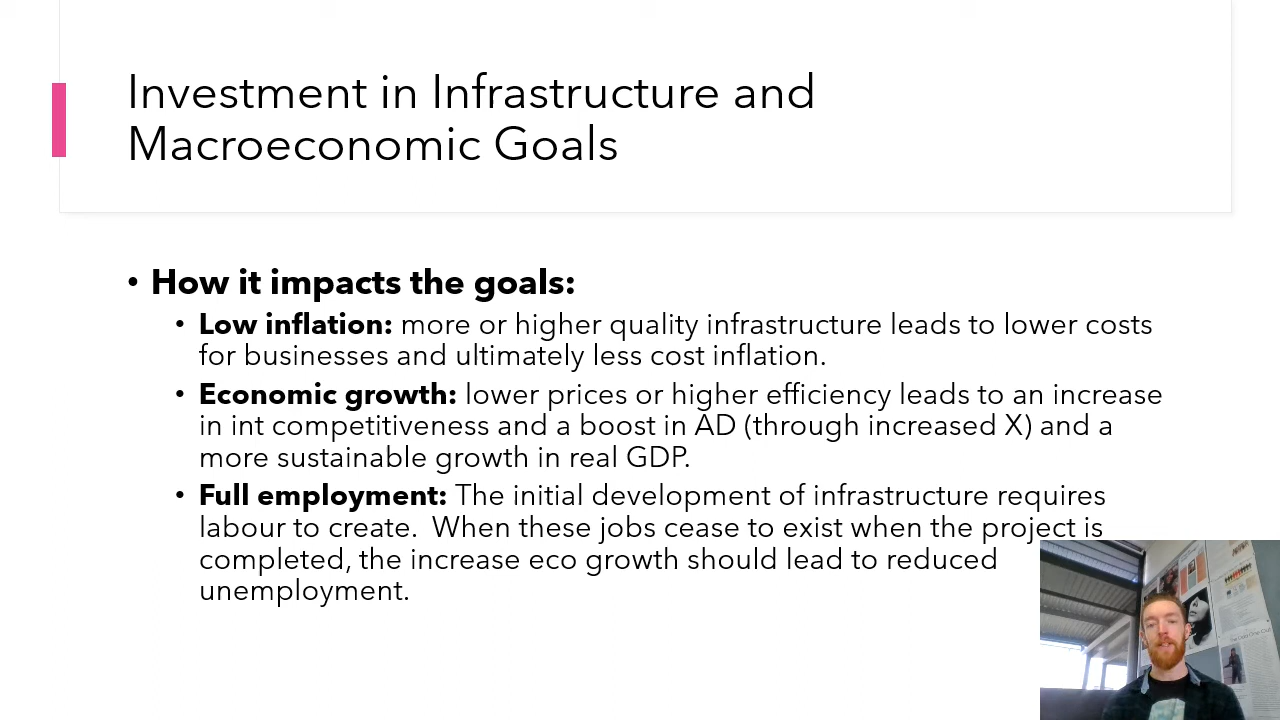 Investment in Infrastructure and
Macroeconomic Goals
• How it impacts the goals:
• Low inflation: more or higher quality infrastructure leads to lower costs
for businesses and ultimately less cost inflation.
• Economic growth: lower prices or higher efficiency leads to an increase
in int competitiveness and a boost in AD (through increased X) and a
more sustainable growth in real GDP.
• Full employment: The initial development of infrastructure requires
labour to create.  When these jobs cease to exist when the project is
completed, the increase eco growth should lead to reduced
unemployment.